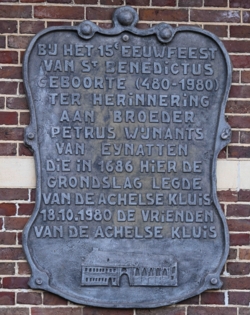 BIJ HET 15E EEUWFEEST
VAN ST BENEDICTUS
GEBOORTE (480-1980)
TER HERINNERING
AAN BROEDER
PETRUS WIJNANTS
VAN EYNATTEN
DIE IN 1686 HIER DE
GRONDSLAG LEGDE
VAN DE ACHELSE KLUIS
18.10.1980 DE VRIENDEN
VAN DE ACHELSE KLUIS